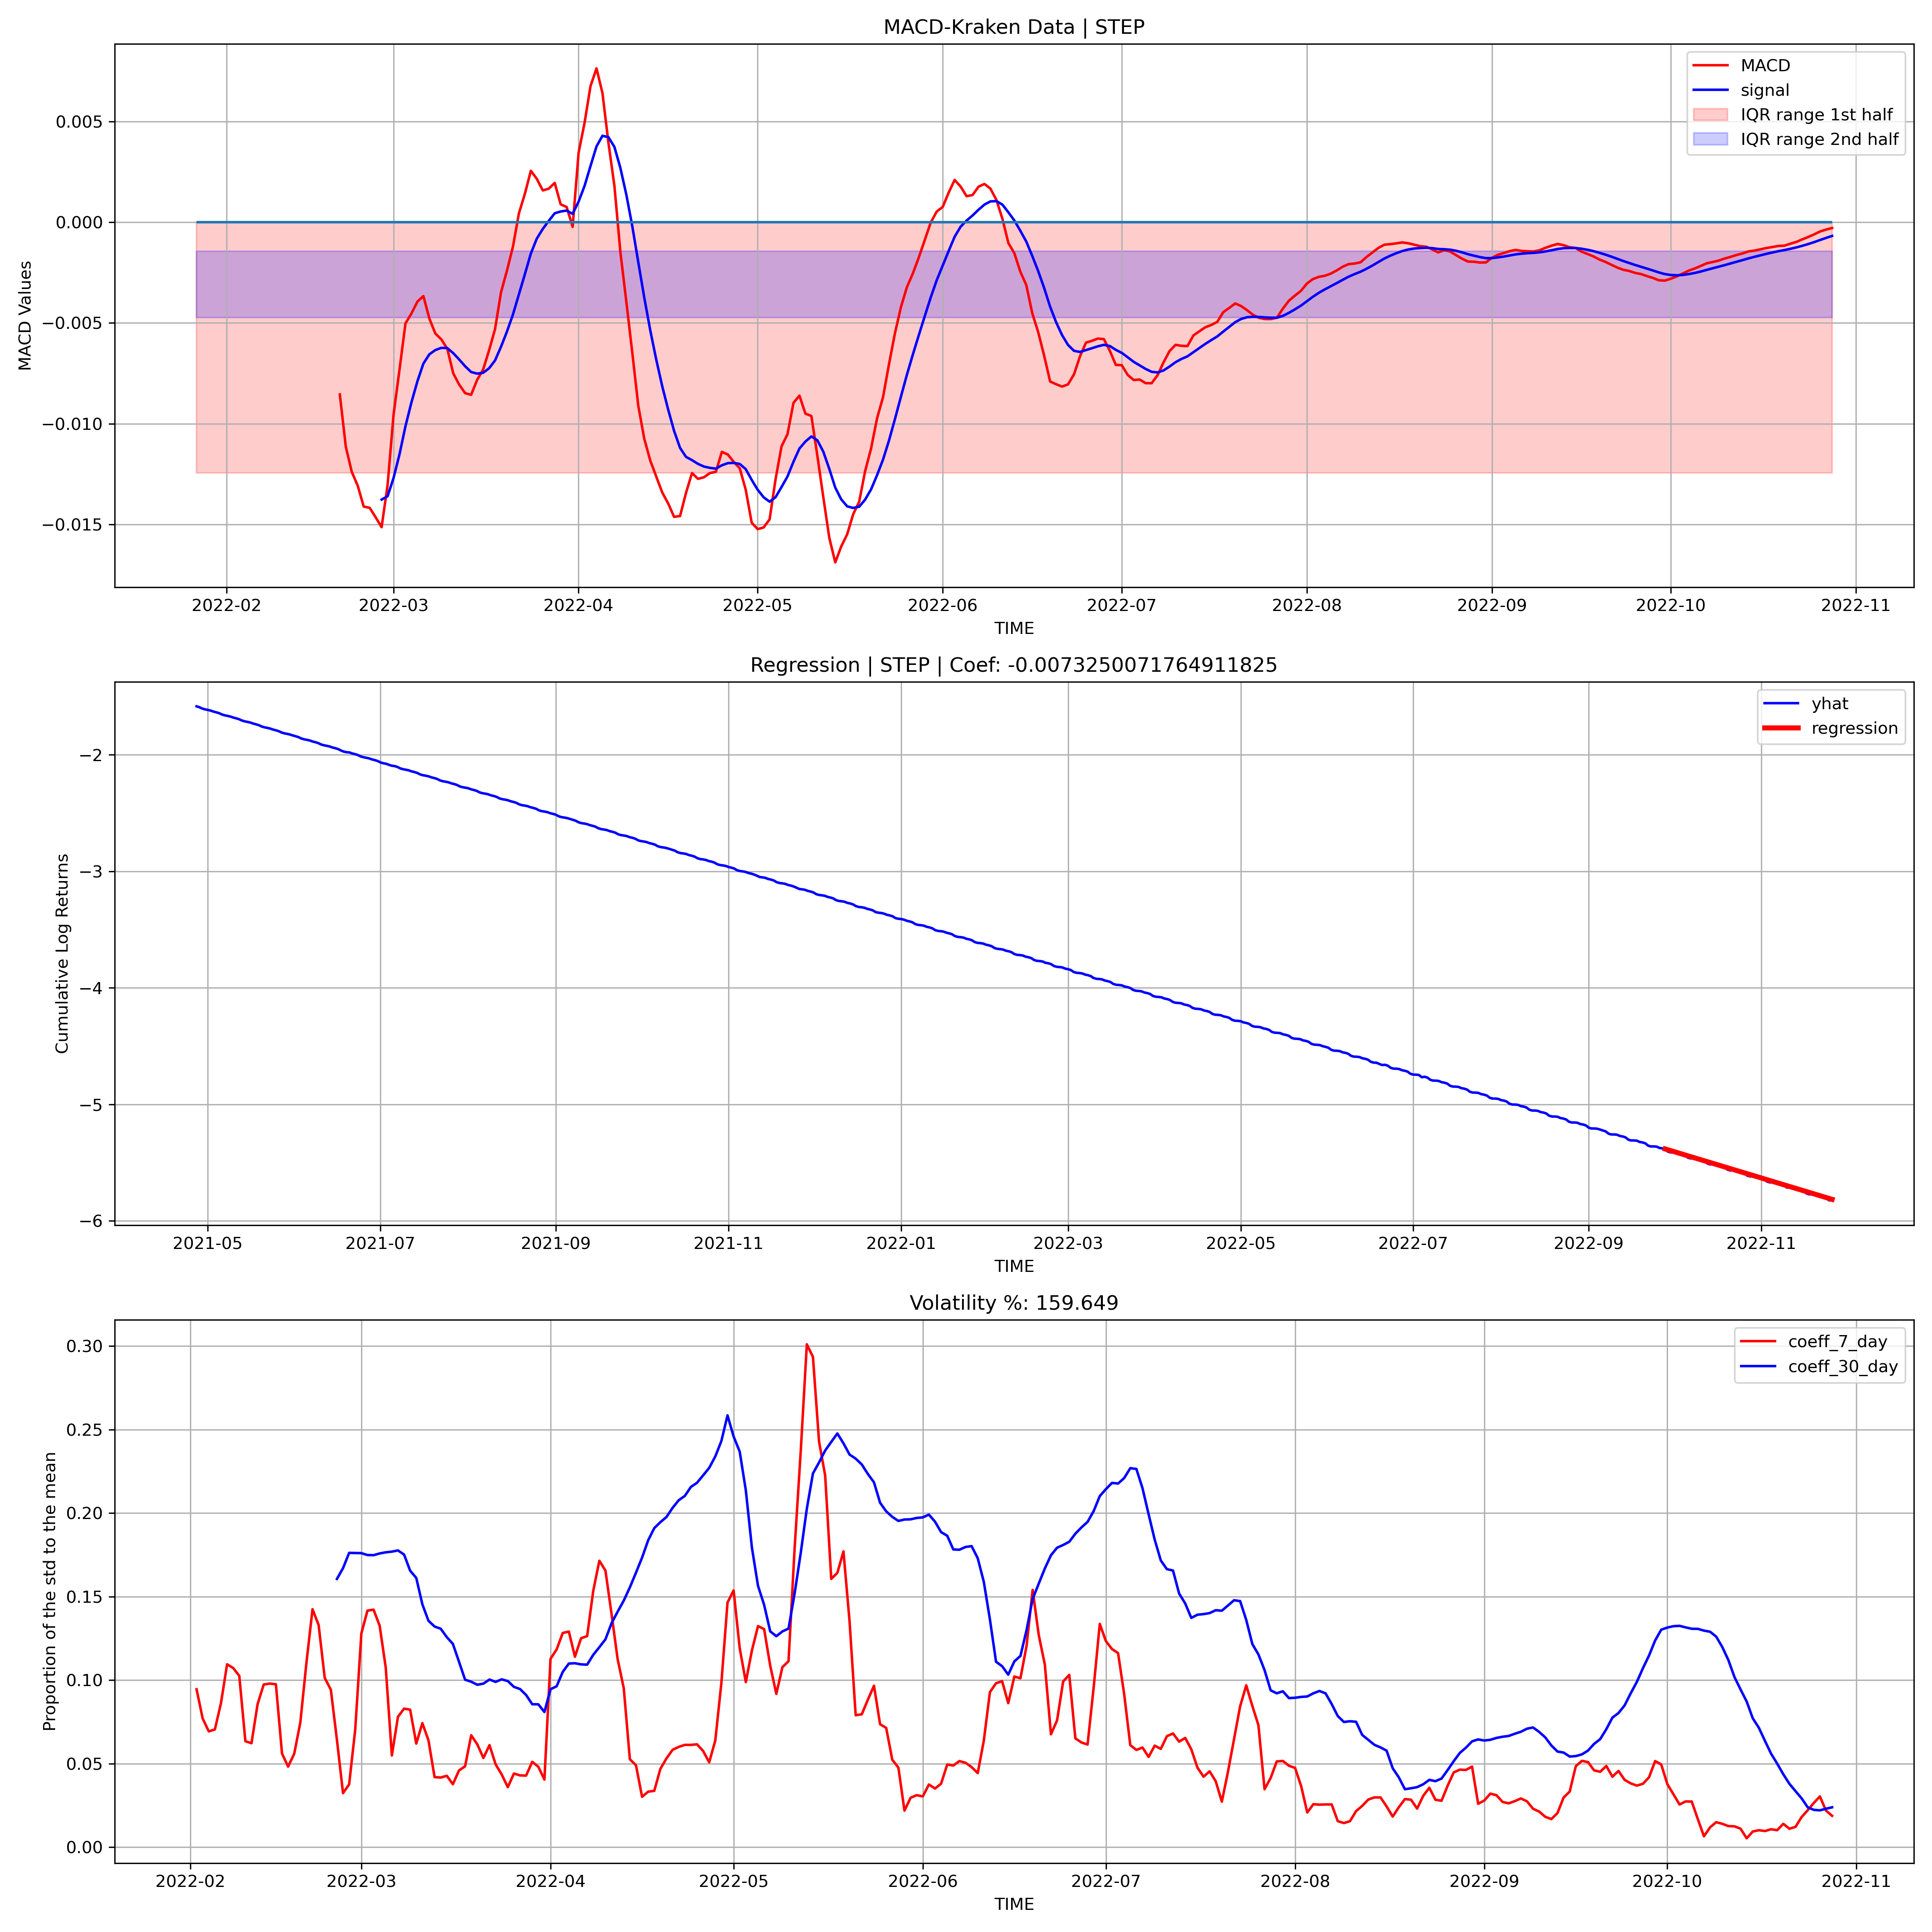 MACD-Kraken Data | STEP
MACD
signal
IQR range 1st half
IQR range 2nd half
MACD Values
0.005
0.000
−0.005
−0.010
−0.015
2022-02 2022-03 2022-04 2022-05 2022-06 2022-07 2022-08 2022-09 2022-10 2022-11
TIME
Regression | STEP | Coef: -0.0073250071764911825
yhat
regression
Cumulative Log Returns
−2
−3
−4
−5
−6
2021-05 2021-07 2021-09 2021-11 2022-01 2022-03 2022-05 2022-07 2022-09 2022-11
TIME
Volatility %: 159.649
coeff_7_day
coeff_30_day
Proportion of the std to the mean
0.30
0.25
0.20
0.15
0.10
0.05
0.00
2022-02 2022-03 2022-04 2022-05 2022-06 2022-07 2022-08 2022-09 2022-10 2022-11
TIME